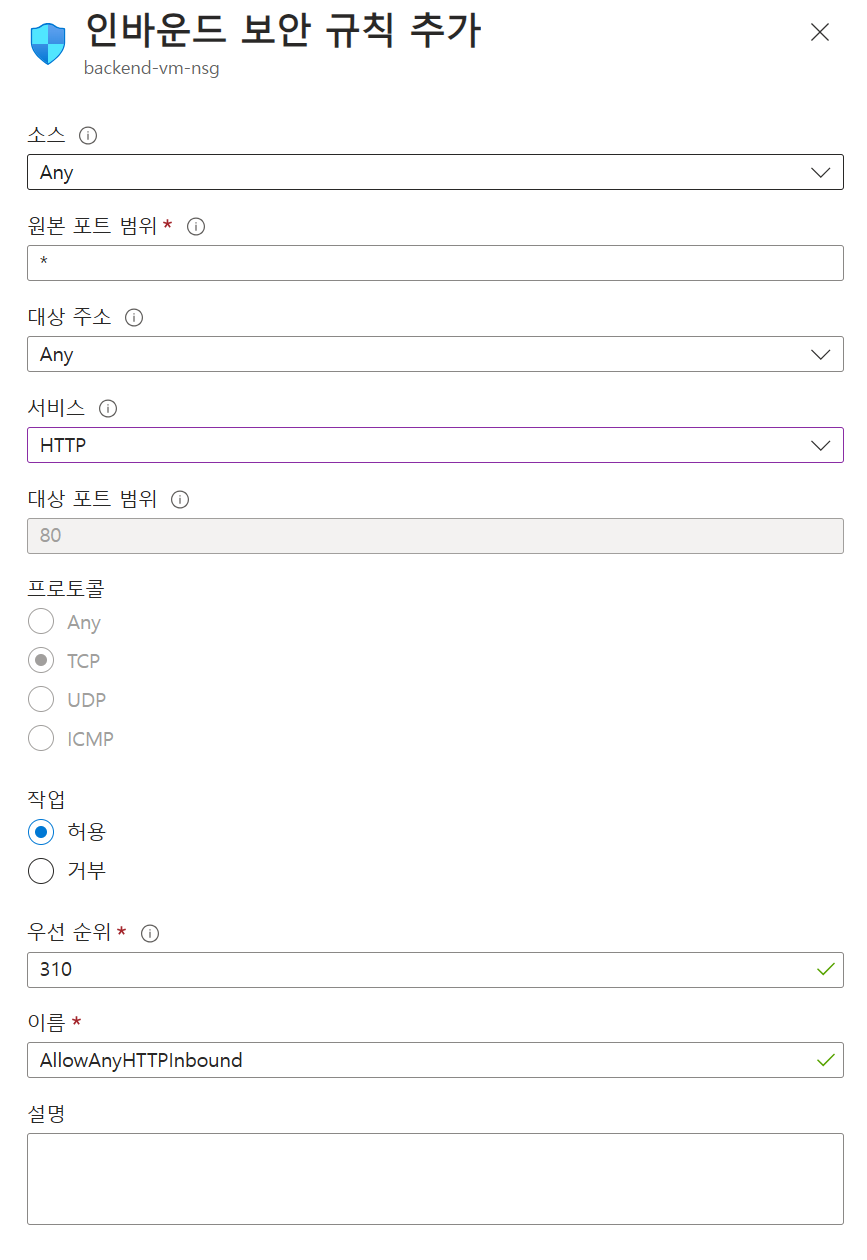 인바운드 보안 규칙 추가
backend-vm-nsg
소스
Any
원본 포트 범위 *
*
대상 주소
Any
서비스
HTTP
대상 포트 범위
80
프로토콜
Any
TCP
UDP
ICMP
작업
허용
거부
우선 순위 *
310
이름 *
AllowAnyHTTPInbound
설명